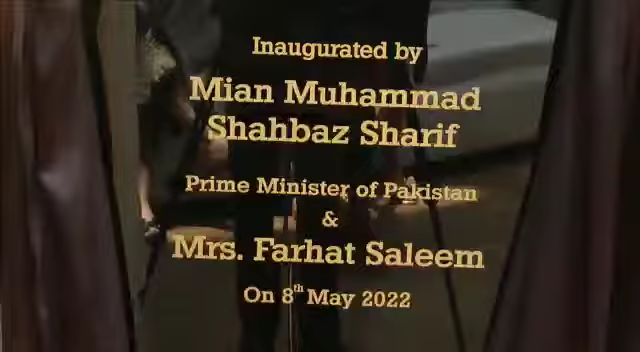 Inaugurated by
Mian Muhammad
Shahbaz Sharif
Prime Minister of Pakistan
&
Mrs. Farhat Saleem
On 8th May 2022